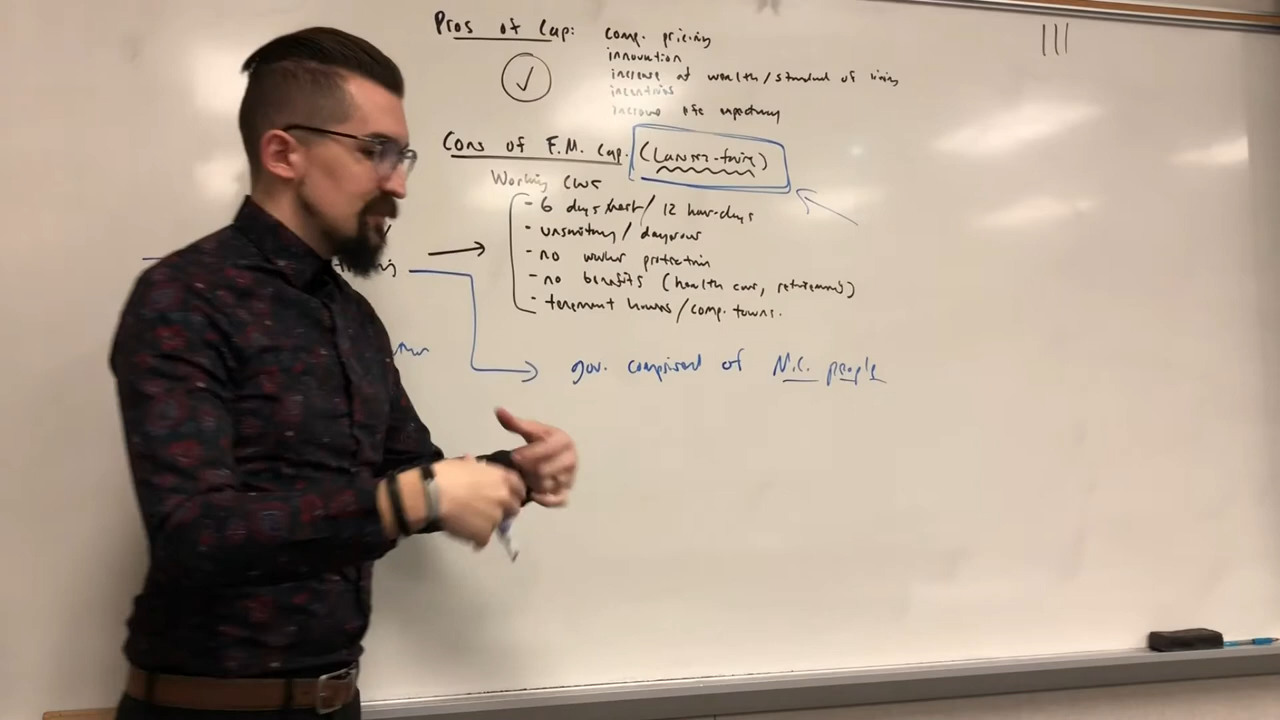 Pros of Cap: comp. pricing
innovation
increase of wealth/standard of living
incentives
increase life expectancy
Cons of F.M. Cap. (Laissez-faire)
Working Class
- 6 days/week/ 12 hour-days
- unsanitary/dangerous
- no worker protection
- no benefits (health care, retirement)
- tenement houses/comp. towns.
gov. comprised of N.C. people